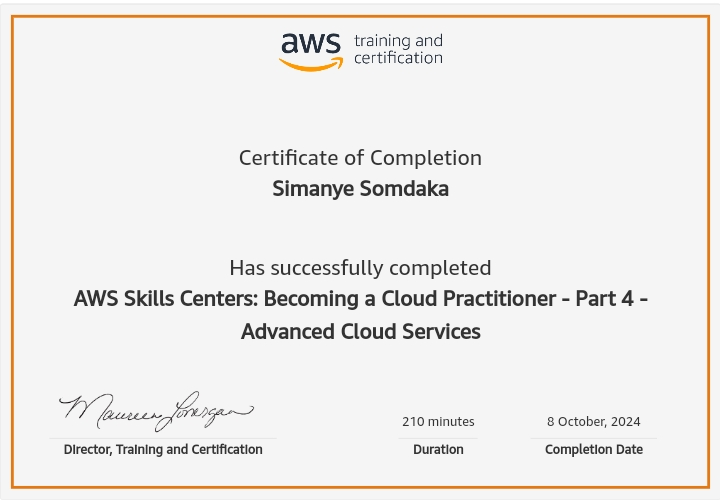 aws training and
certification
Certificate of Completion
Simanye Somdaka
Has successfully completed
AWS Skills Centers: Becoming a Cloud Practitioner - Part 4 -
Advanced Cloud Services
Maureen Lonergan
210 minutes
8 October, 2024
Director, Training and Certification
Duration
Completion Date